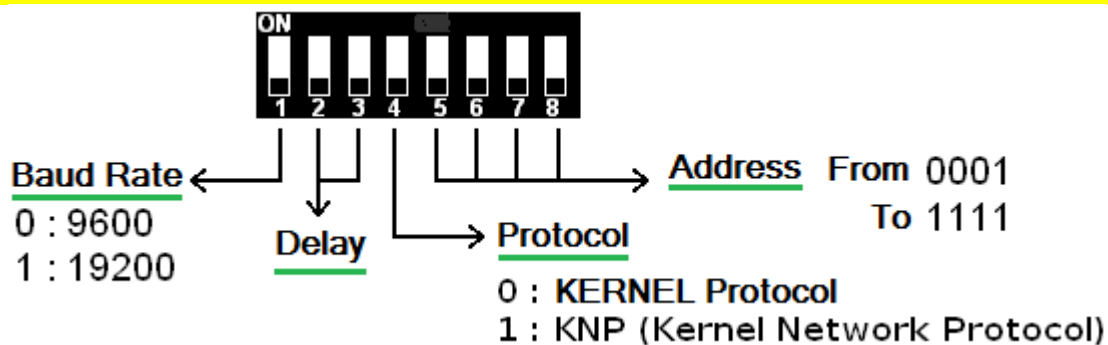 ON
1 2 3 4 5 6 7 8
Baud Rate
0 : 9600
1 : 19200
Delay
Protocol
0 : KERNEL Protocol
1 : KNP (Kernel Network Protocol)
Address From 0001
To 1111